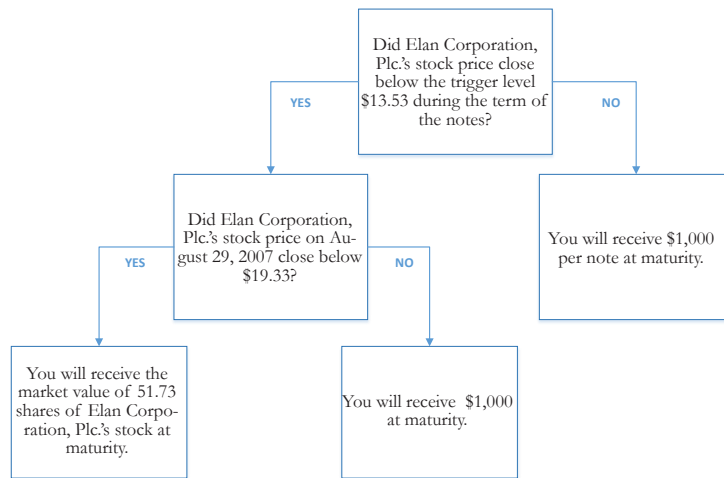 Did Elan Corporation,
Plc.'s stock price close
below the trigger level
$13.53 during the term of
the notes?
YES
NO
Did Elan Corporation,
Plc.'s stock price on Au-
gust 29, 2007 close below
$19.33?
You will receive $1,000
per note at maturity.
YES
NO
You will receive the
market value of 51.73
shares of Elan Corpo-
ration, Plc.'s stock at
maturity.
You will receive $1,000
at maturity.